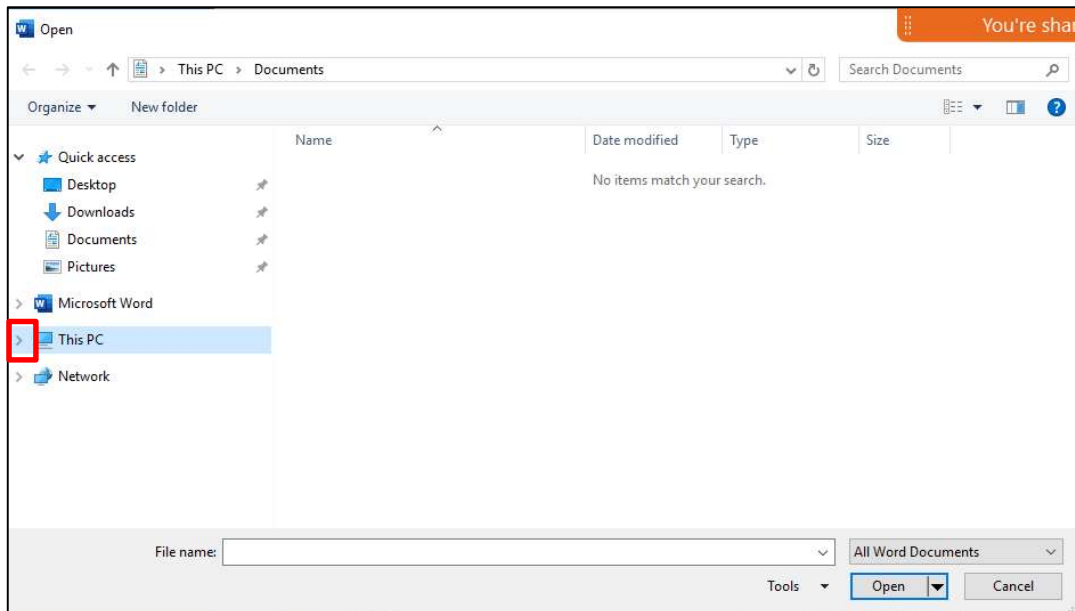 Open
You're shar
This PC > Documents
Search Documents
Organize
New folder
Name
Date modified
Type
Size
No items match your search.
Quick access
Desktop
Downloads
Documents
Pictures
Microsoft Word
This PC
Network
File name:
All Word Documents
Tools
Open
Cancel